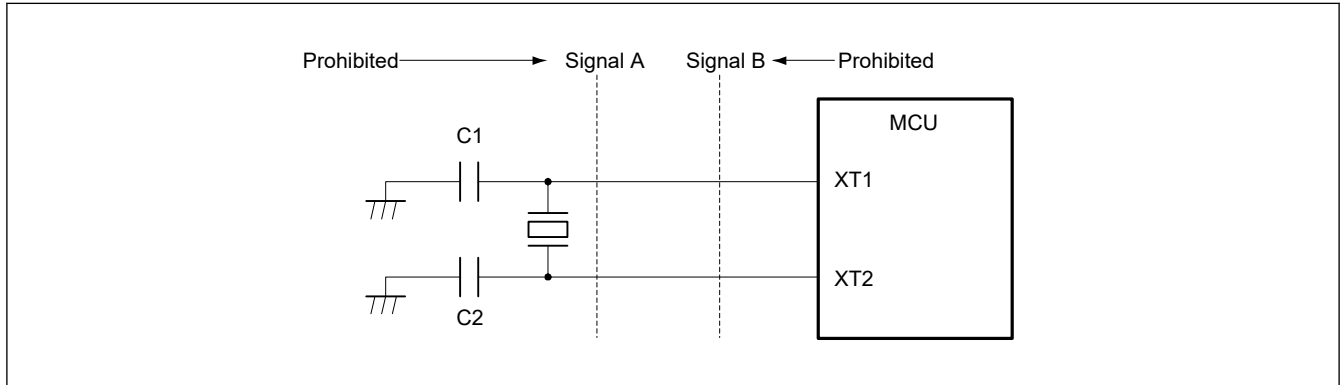 Prohibited Signal A Signal B Prohibited
MCU
C1
XT1
XT2
C2